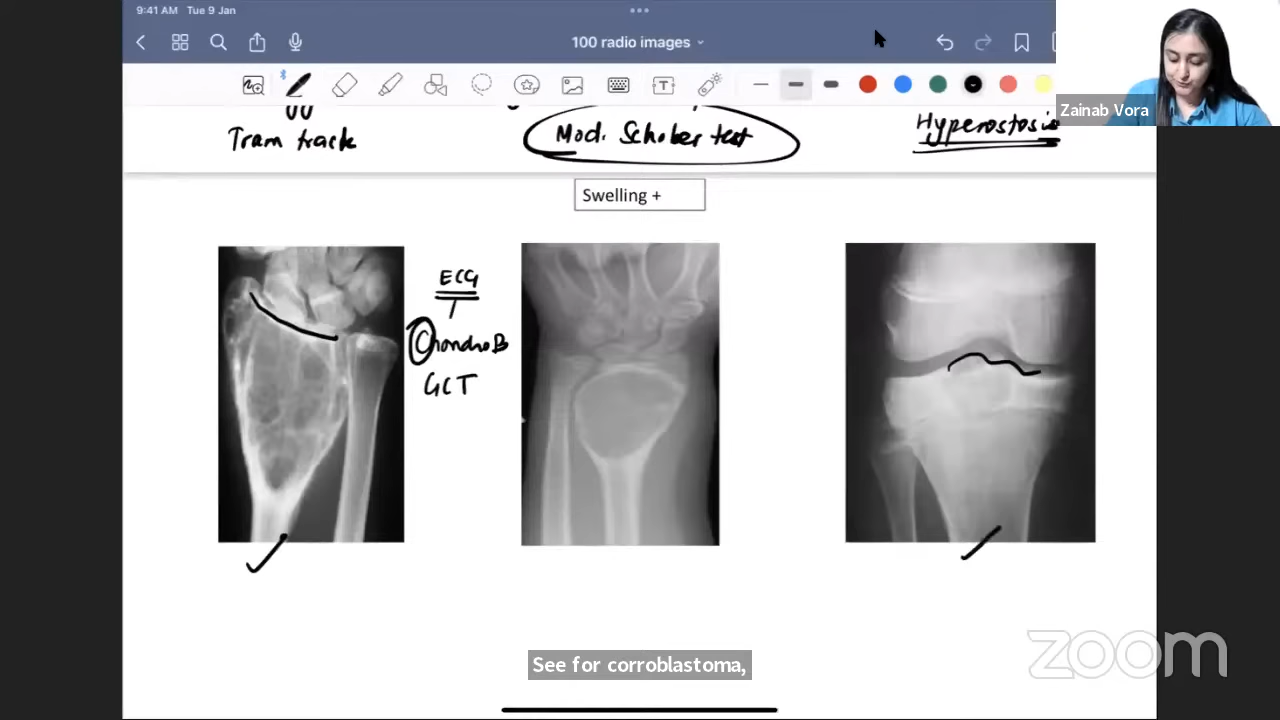 9:41 AM Tue 9 Jan
100 radio images
Zainab Vora
Tram track
Mod. Schober test
Hyperostosis
Swelling +
ECG
ChondroB
GCT
See for corroblastoma,
zoom